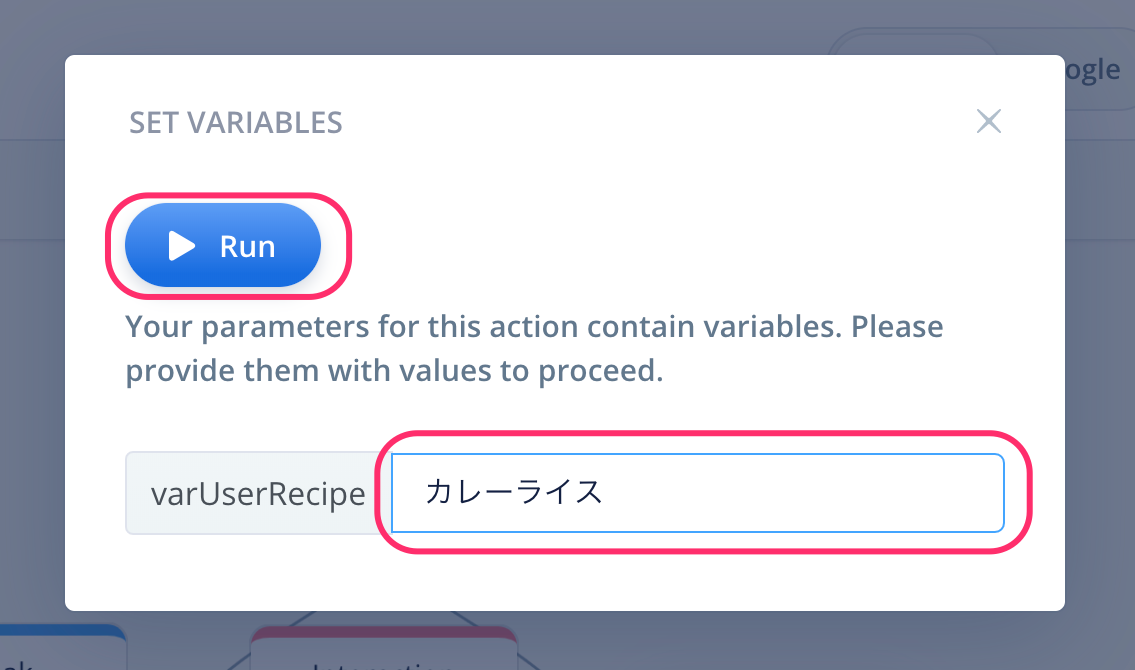 ogle
SET VARIABLES
Run
Your parameters for this action contain variables. Please
provide them with values to proceed.
varUserRecipe
カレーライス